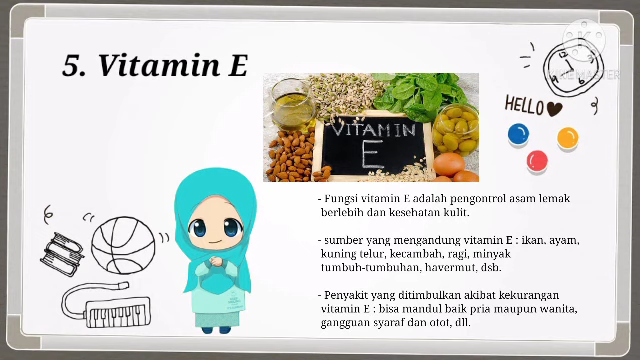 5. Vitamin E
HELLO
VITAMIN
E
- Fungsi vitamin E adalah pengontrol asam lemak
berlebih dan kesehatan kulit.
- sumber yang mengandung vitamin E : ikan, ayam,
kuning telur, kecambah, ragi, minyak
tumbuh-tumbuhan, havermut, dsb.
- Penyakit yang ditimbulkan akibat kekurangan
vitamin E : bisa mandul baik pria maupun wanita,
gangguan syaraf dan otot, dll.